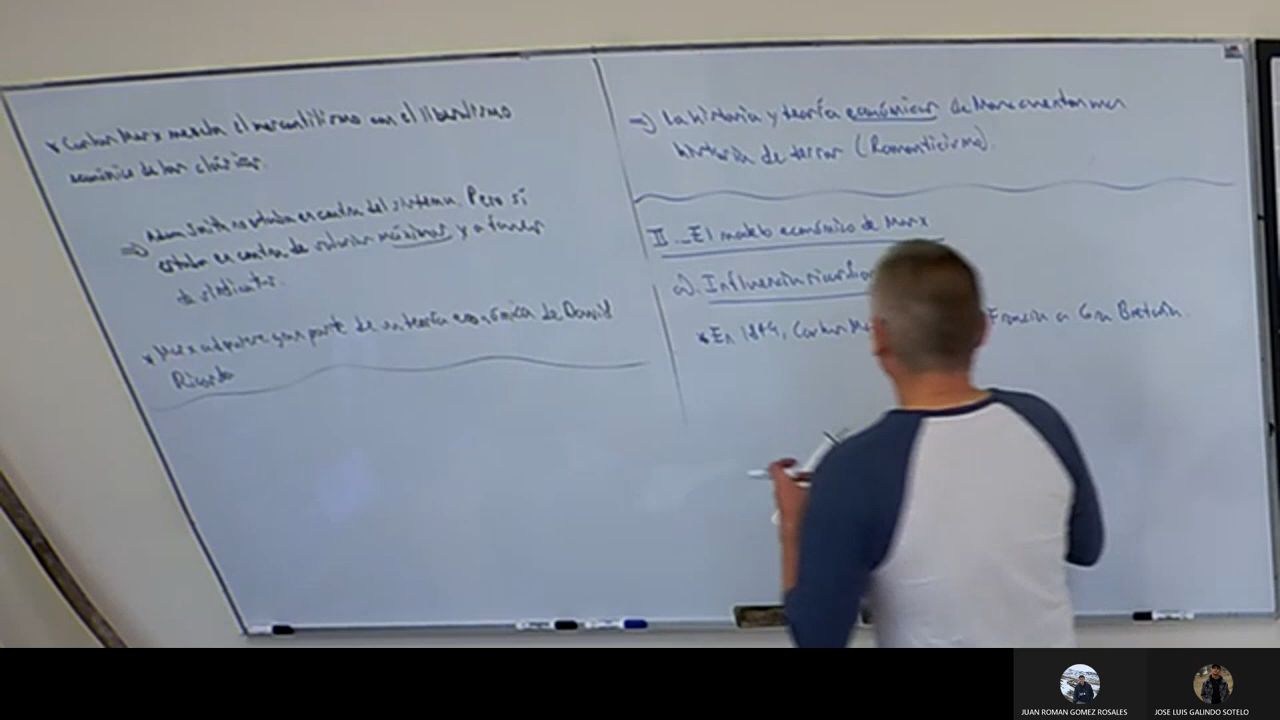 * Carlos Marx mezcla el mercantilismo con el liberalismo
económico de los clásicos.
=> Adam Smith no estaba en contra del sistema. Pero sí
estaba en contra de salarios máximos y a favor
de sindicatos.
* Marx adquiere gran parte de su teoría económica de David
Ricardo
=> La historia y teoría económicas de Marx cuentan una
historia de terror (Romanticismo).
II.- El modelo económico de Marx
a). Influencia
* En 1849, Francia a Gran Bretaña.
JUAN ROMAN GOMEZ ROSALES
JOSE LUIS GALINDO SOTELO